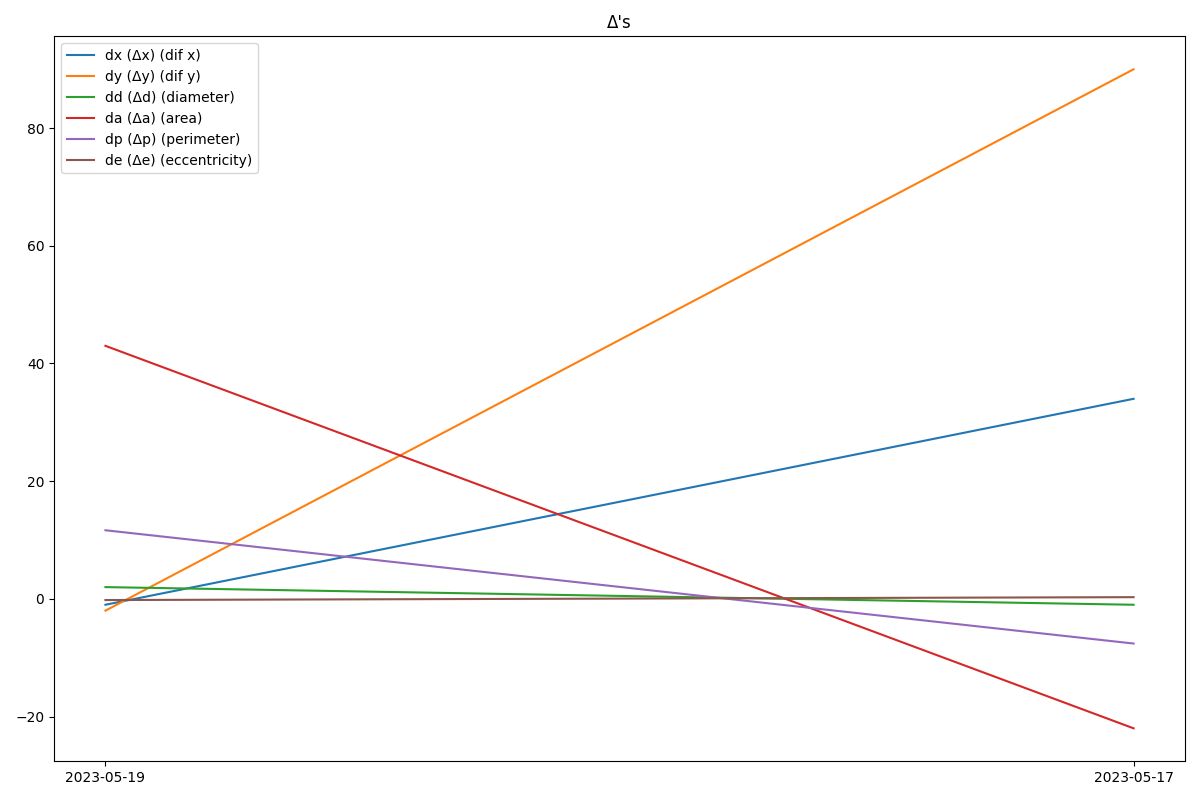 Δ's
dx (Δx) (dif x)
dy (Δy) (dif y)
dd (Δd) (diameter)
da (Δa) (area)
dp (Δp) (perimeter)
de (Δe) (eccentricity)
80
60
40
20
0
−20
2023-05-19
2023-05-17